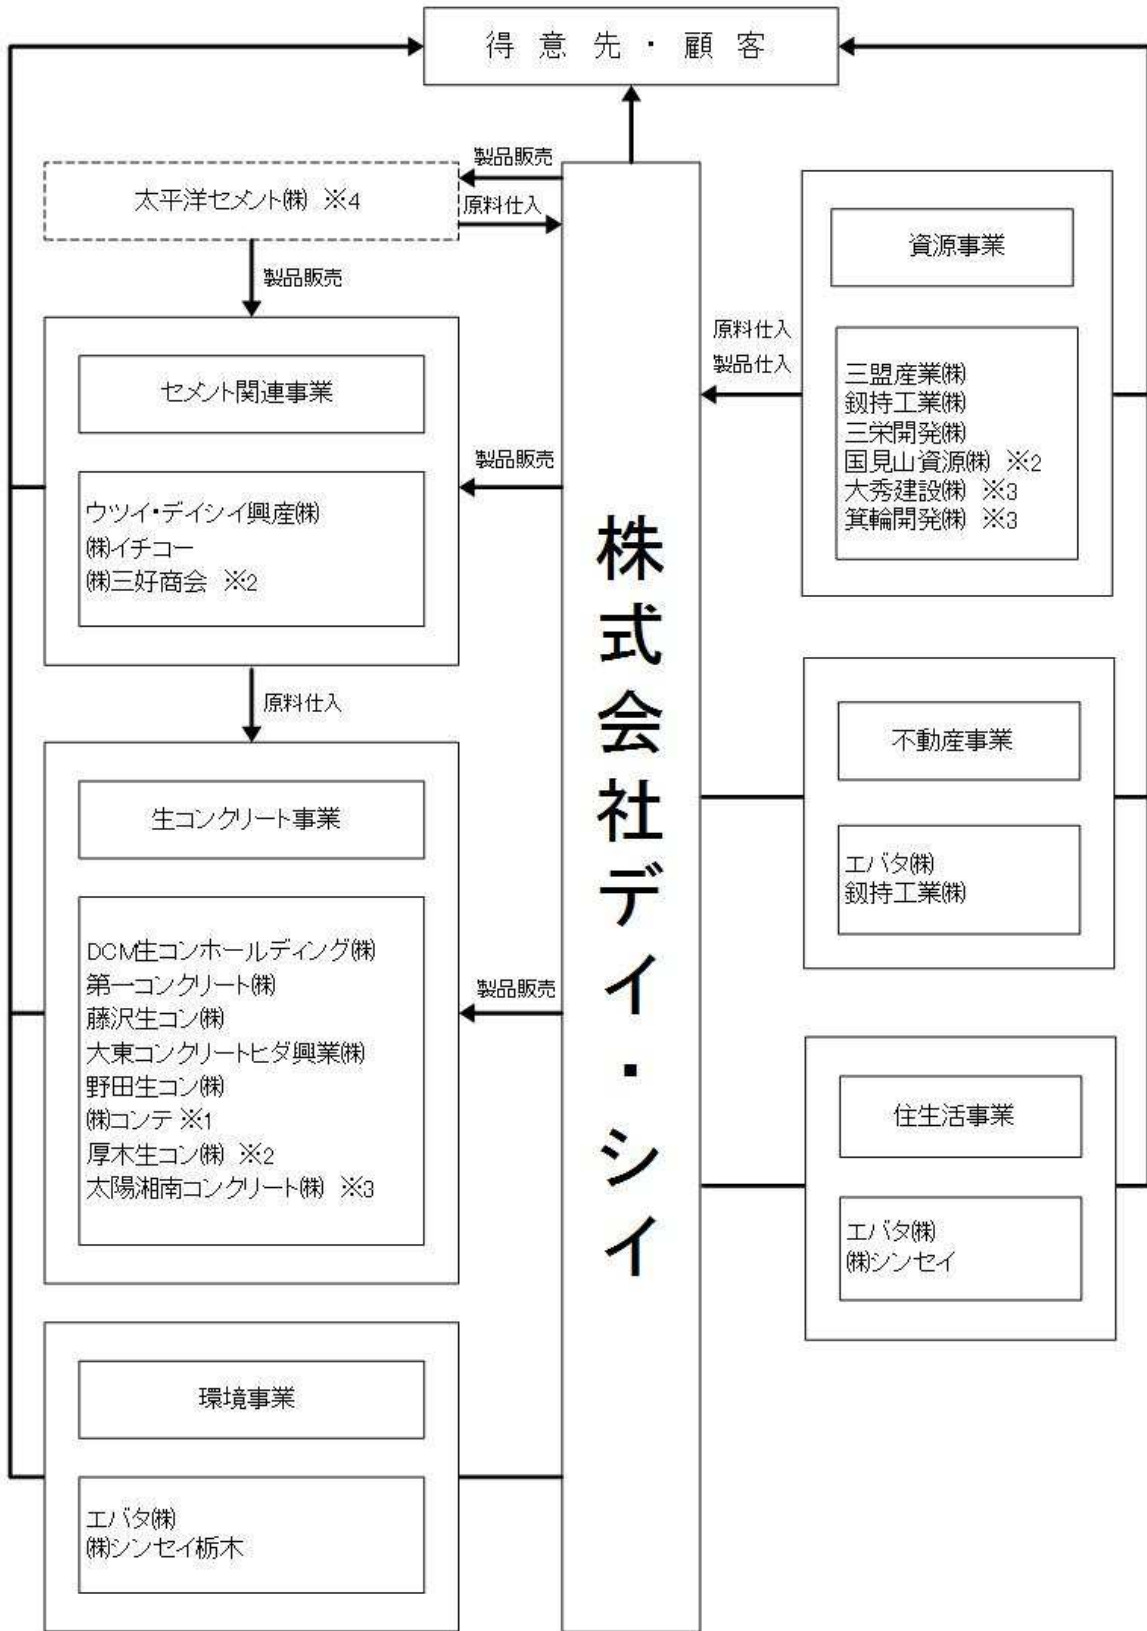 得 意 先 ・ 顧 客
製品販売
太平洋セメント㈱ ※4
原料仕入
製品販売
セメント関連事業
ウツイ・デイシイ興産㈱
㈱イチコー
㈱三好商会 ※2
製品販売
原料仕入
生コンクリート事業
DCM生コンホールディング㈱
第一コンクリート㈱
藤沢生コン㈱
大東コンクリートヒダ興業㈱
野田生コン㈱
㈱コンテ ※1
厚木生コン㈱ ※2
太陽湘南コンクリート㈱ ※3
製品販売
環境事業
エバタ㈱
㈱シンセイ栃木
株式会社デイ・シイ
資源事業
原料仕入
製品仕入
三盟産業㈱
釼持工業㈱
三栄開発㈱
国見山資源㈱ ※2
大秀建設㈱ ※3
箕輪開発㈱ ※3
不動産事業
エバタ㈱
釼持工業㈱
住生活事業
エバタ㈱
㈱シンセイ